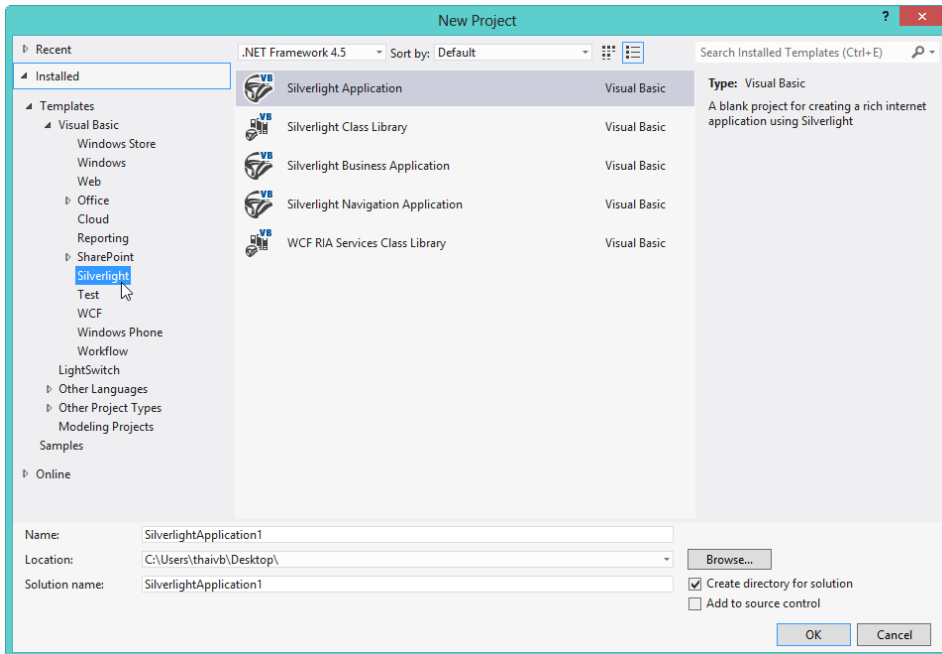 New Project
?
Recent
Installed
Templates
Visual Basic
Windows Store
Windows
Web
Office
Cloud
Reporting
SharePoint
Silverlight
Test
WCF
Windows Phone
Workflow
LightSwitch
Other Languages
Other Project Types
Modeling Projects
Samples
Online
.NET Framework 4.5 Sort by: Default
VB Silverlight Application Visual Basic
VB Silverlight Class Library Visual Basic
VB Silverlight Business Application Visual Basic
VB Silverlight Navigation Application Visual Basic
VB WCF RIA Services Class Library Visual Basic
Search Installed Templates (Ctrl+E)
Type: Visual Basic
A blank project for creating a rich internet
application using Silverlight
Name: SilverlightApplication1
Location: C:\Users\thaivb\Desktop\ Browse...
Solution name: SilverlightApplication1
Create directory for solution
Add to source control
OK Cancel